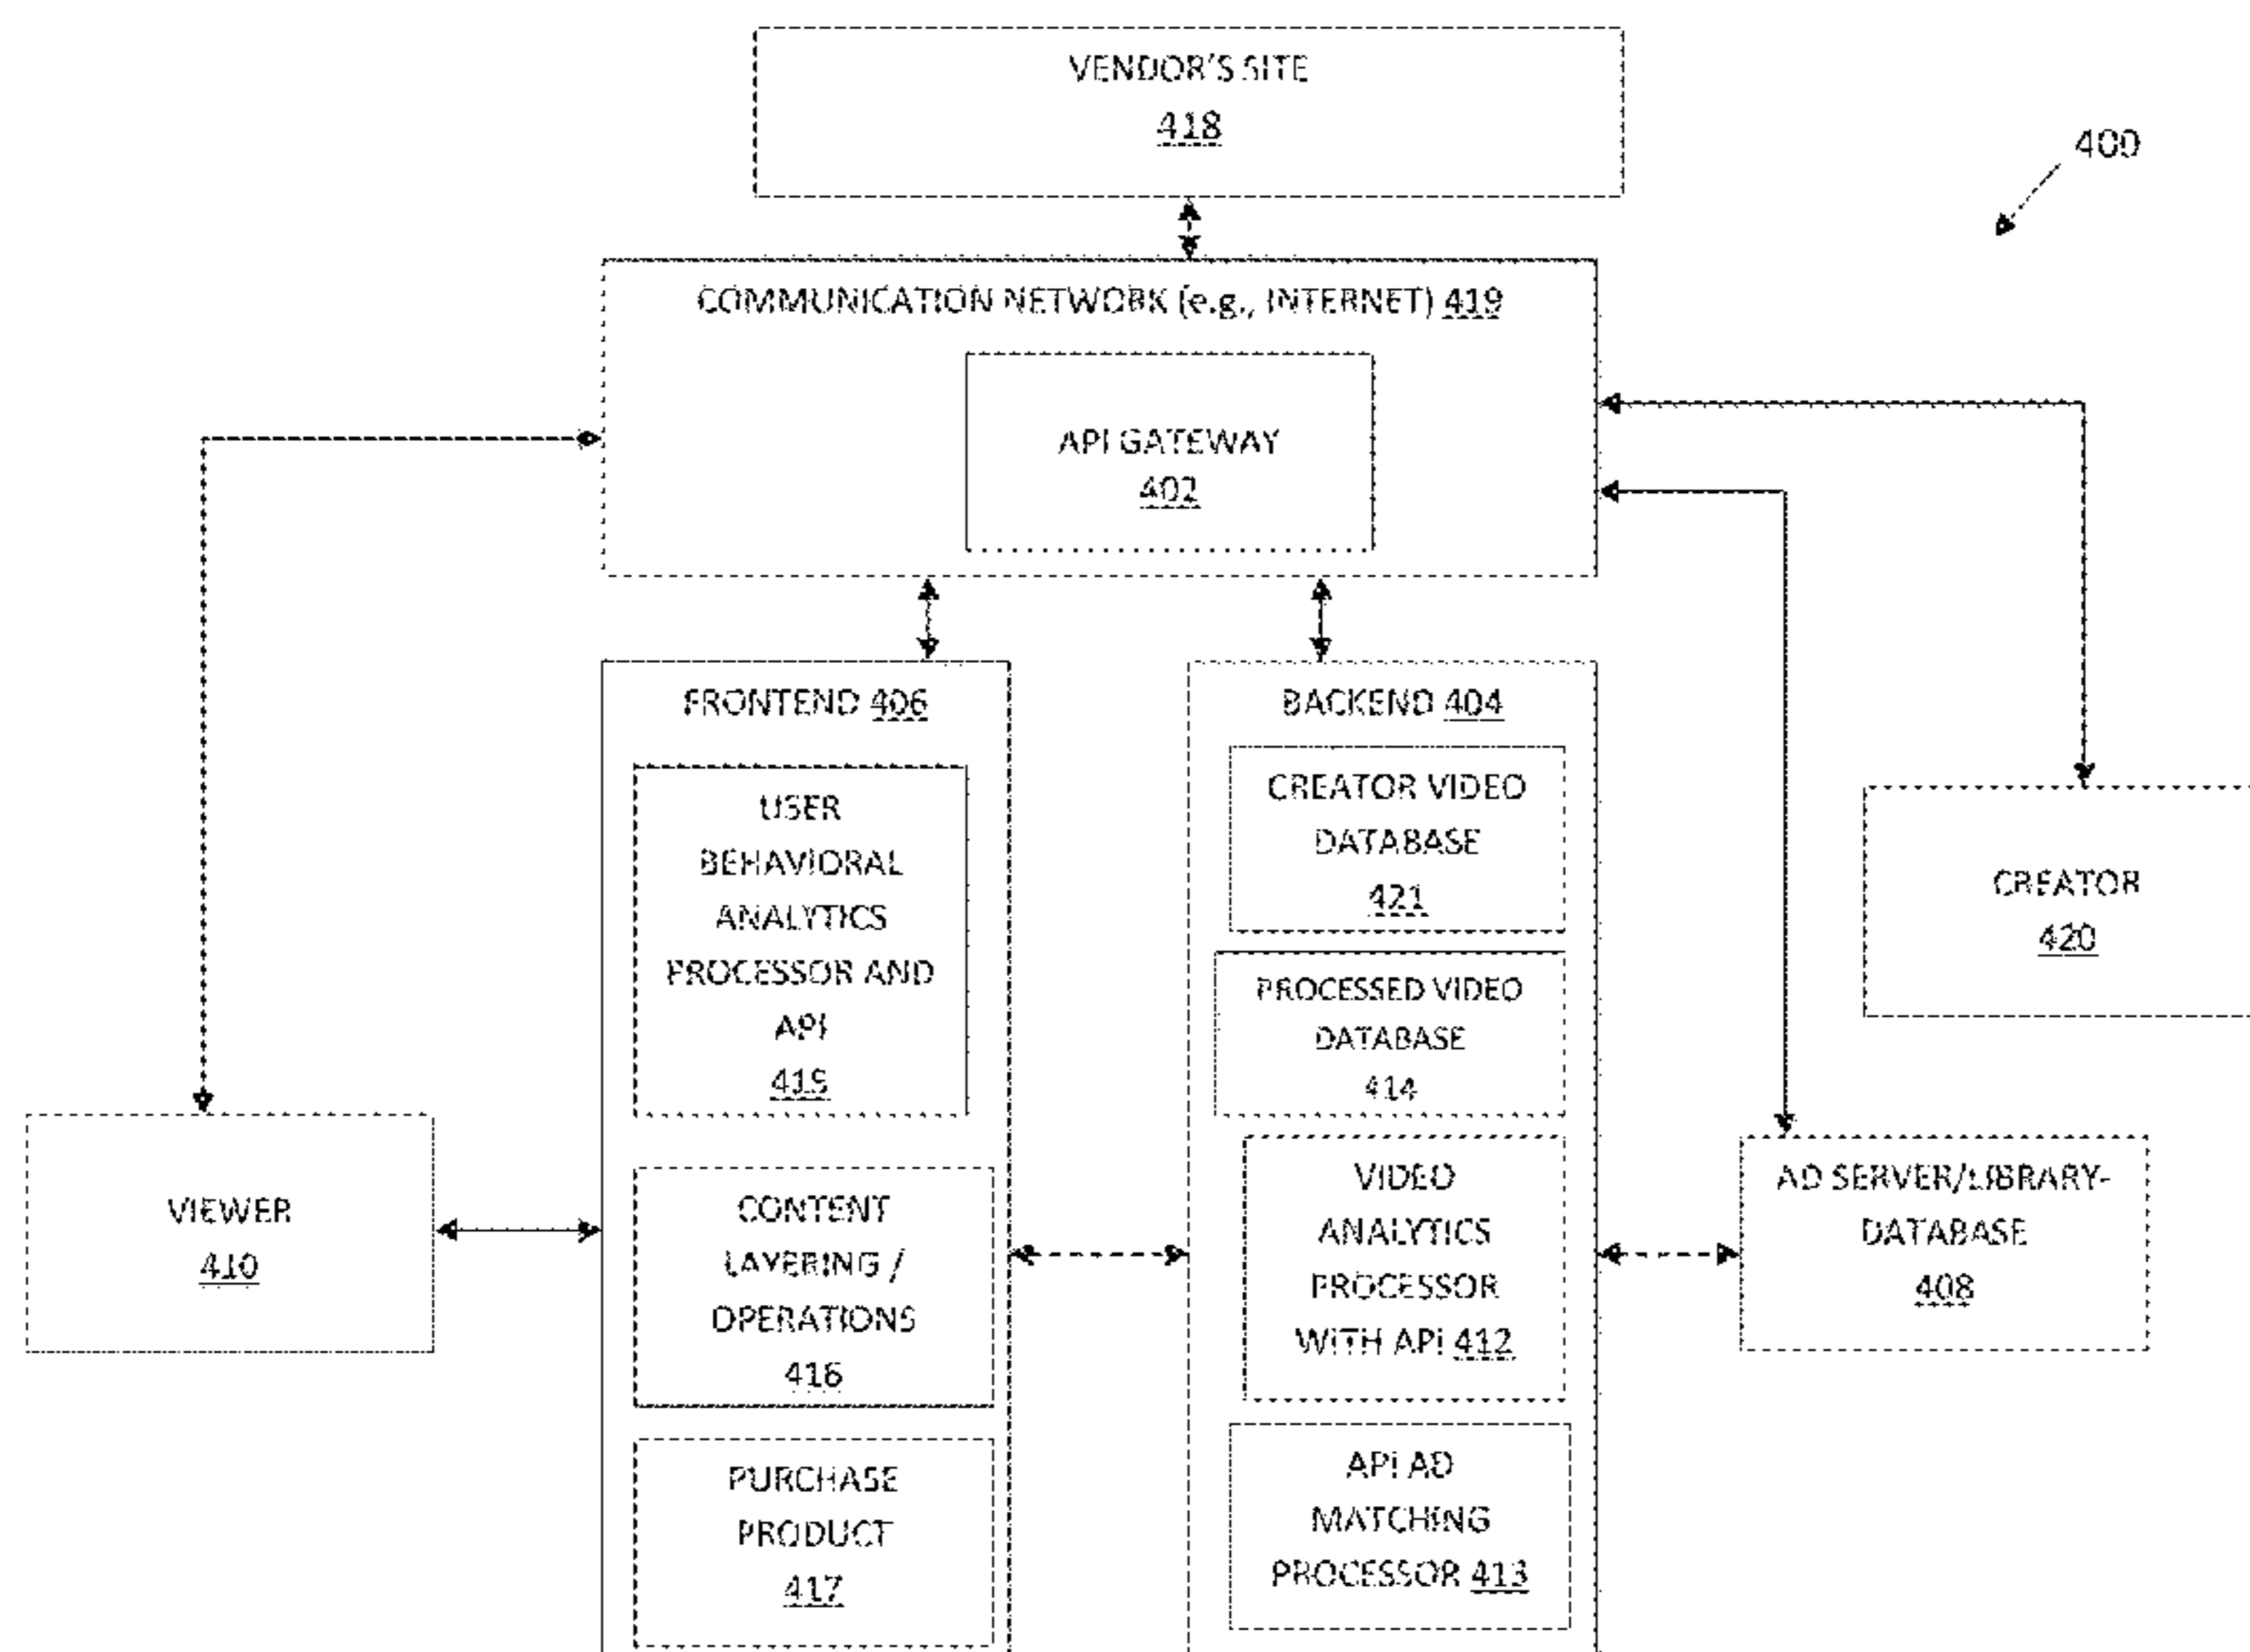 VENDOR'S SITE
418
400
COMMUNICATION NETWORK (e.g., INTERNET) 419
API GATEWAY
402
FRONTEND 406
USER
BEHAVIORAL
ANALYTICS
PROCESSOR AND
API
415
CONTENT
LAYERING /
OPERATIONS
416
PURCHASE
PRODUCT
417
BACKEND 404
CREATOR VIDEO
DATABASE
421
PROCESSED VIDEO
DATABASE
414
VIDEO
ANALYTICS
PROCESSOR
WITH API 412
API AD
MATCHING
PROCESSOR 413
VIEWER
410
CREATOR
420
AD SERVER/LIBRARY-
DATABASE
408